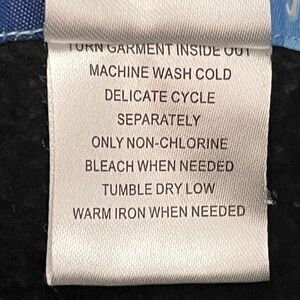 TURN GARMENT INSIDE OUT
MACHINE WASH COLD
DELICATE CYCLE
SEPARATELY
ONLY NON-CHLORINE
BLEACH WHEN NEEDED
TUMBLE DRY LOW
WARM IRON WHEN NEEDED